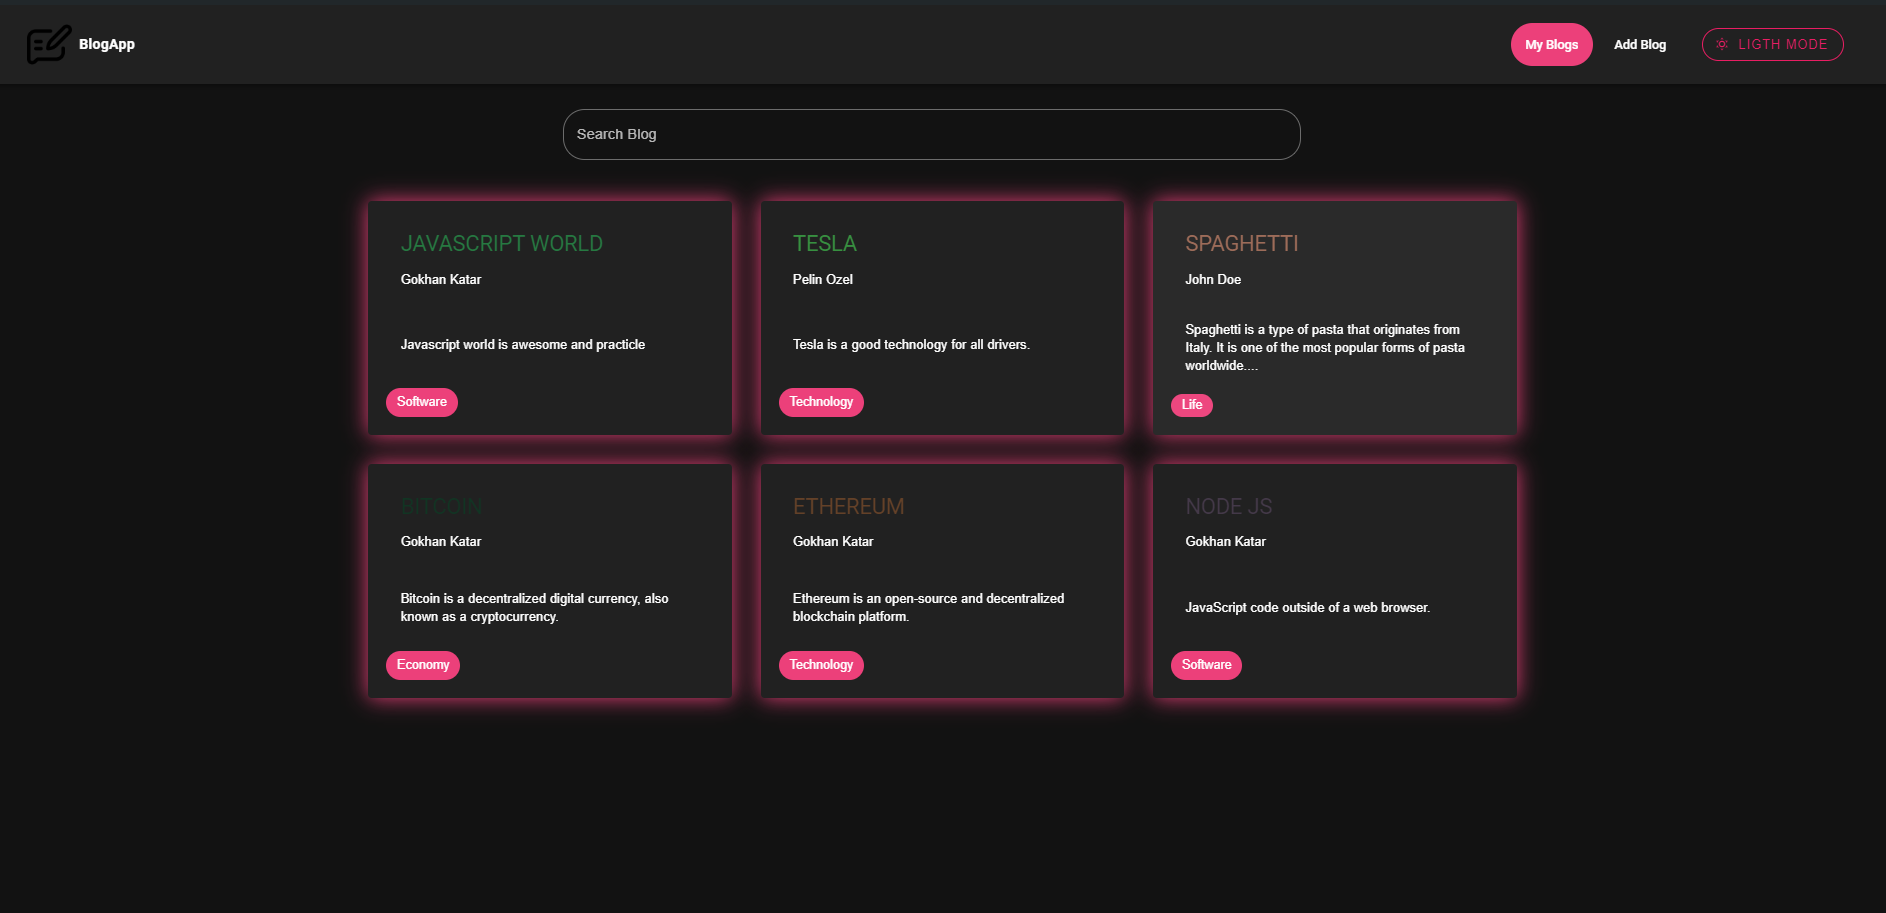 BlogApp
My Blogs
Add Blog
LIGTH MODE
Search Blog
JAVASCRIPT WORLD
Gokhan Katar
Javascript world is awesome and practicle
Software
TESLA
Pelin Ozel
Tesla is a good technology for all drivers.
Technology
SPAGHETTI
John Doe
Spaghetti is a type of pasta that originates from
Italy. It is one of the most popular forms of pasta
worldwide....
Life
BITCOIN
Gokhan Katar
Bitcoin is a decentralized digital currency, also
known as a cryptocurrency.
Economy
ETHEREUM
Gokhan Katar
Ethereum is an open-source and decentralized
blockchain platform.
Technology
NODE JS
Gokhan Katar
JavaScript code outside of a web browser.
Software